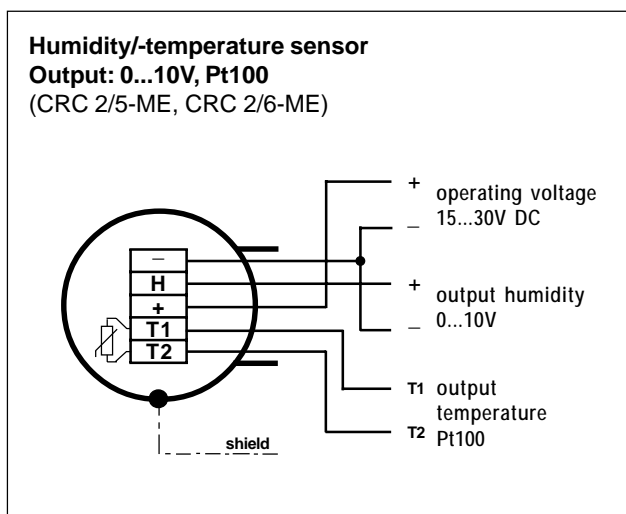 Humidity/-temperature sensor
Output: 0...10V, Pt100
(CRC 2/5-ME, CRC 2/6-ME)
+ operating voltage
15...30V DC
−
−
H
+
T1
T2
+ output humidity
0...10V
−
T1 output
temperature
T2 Pt100
shield